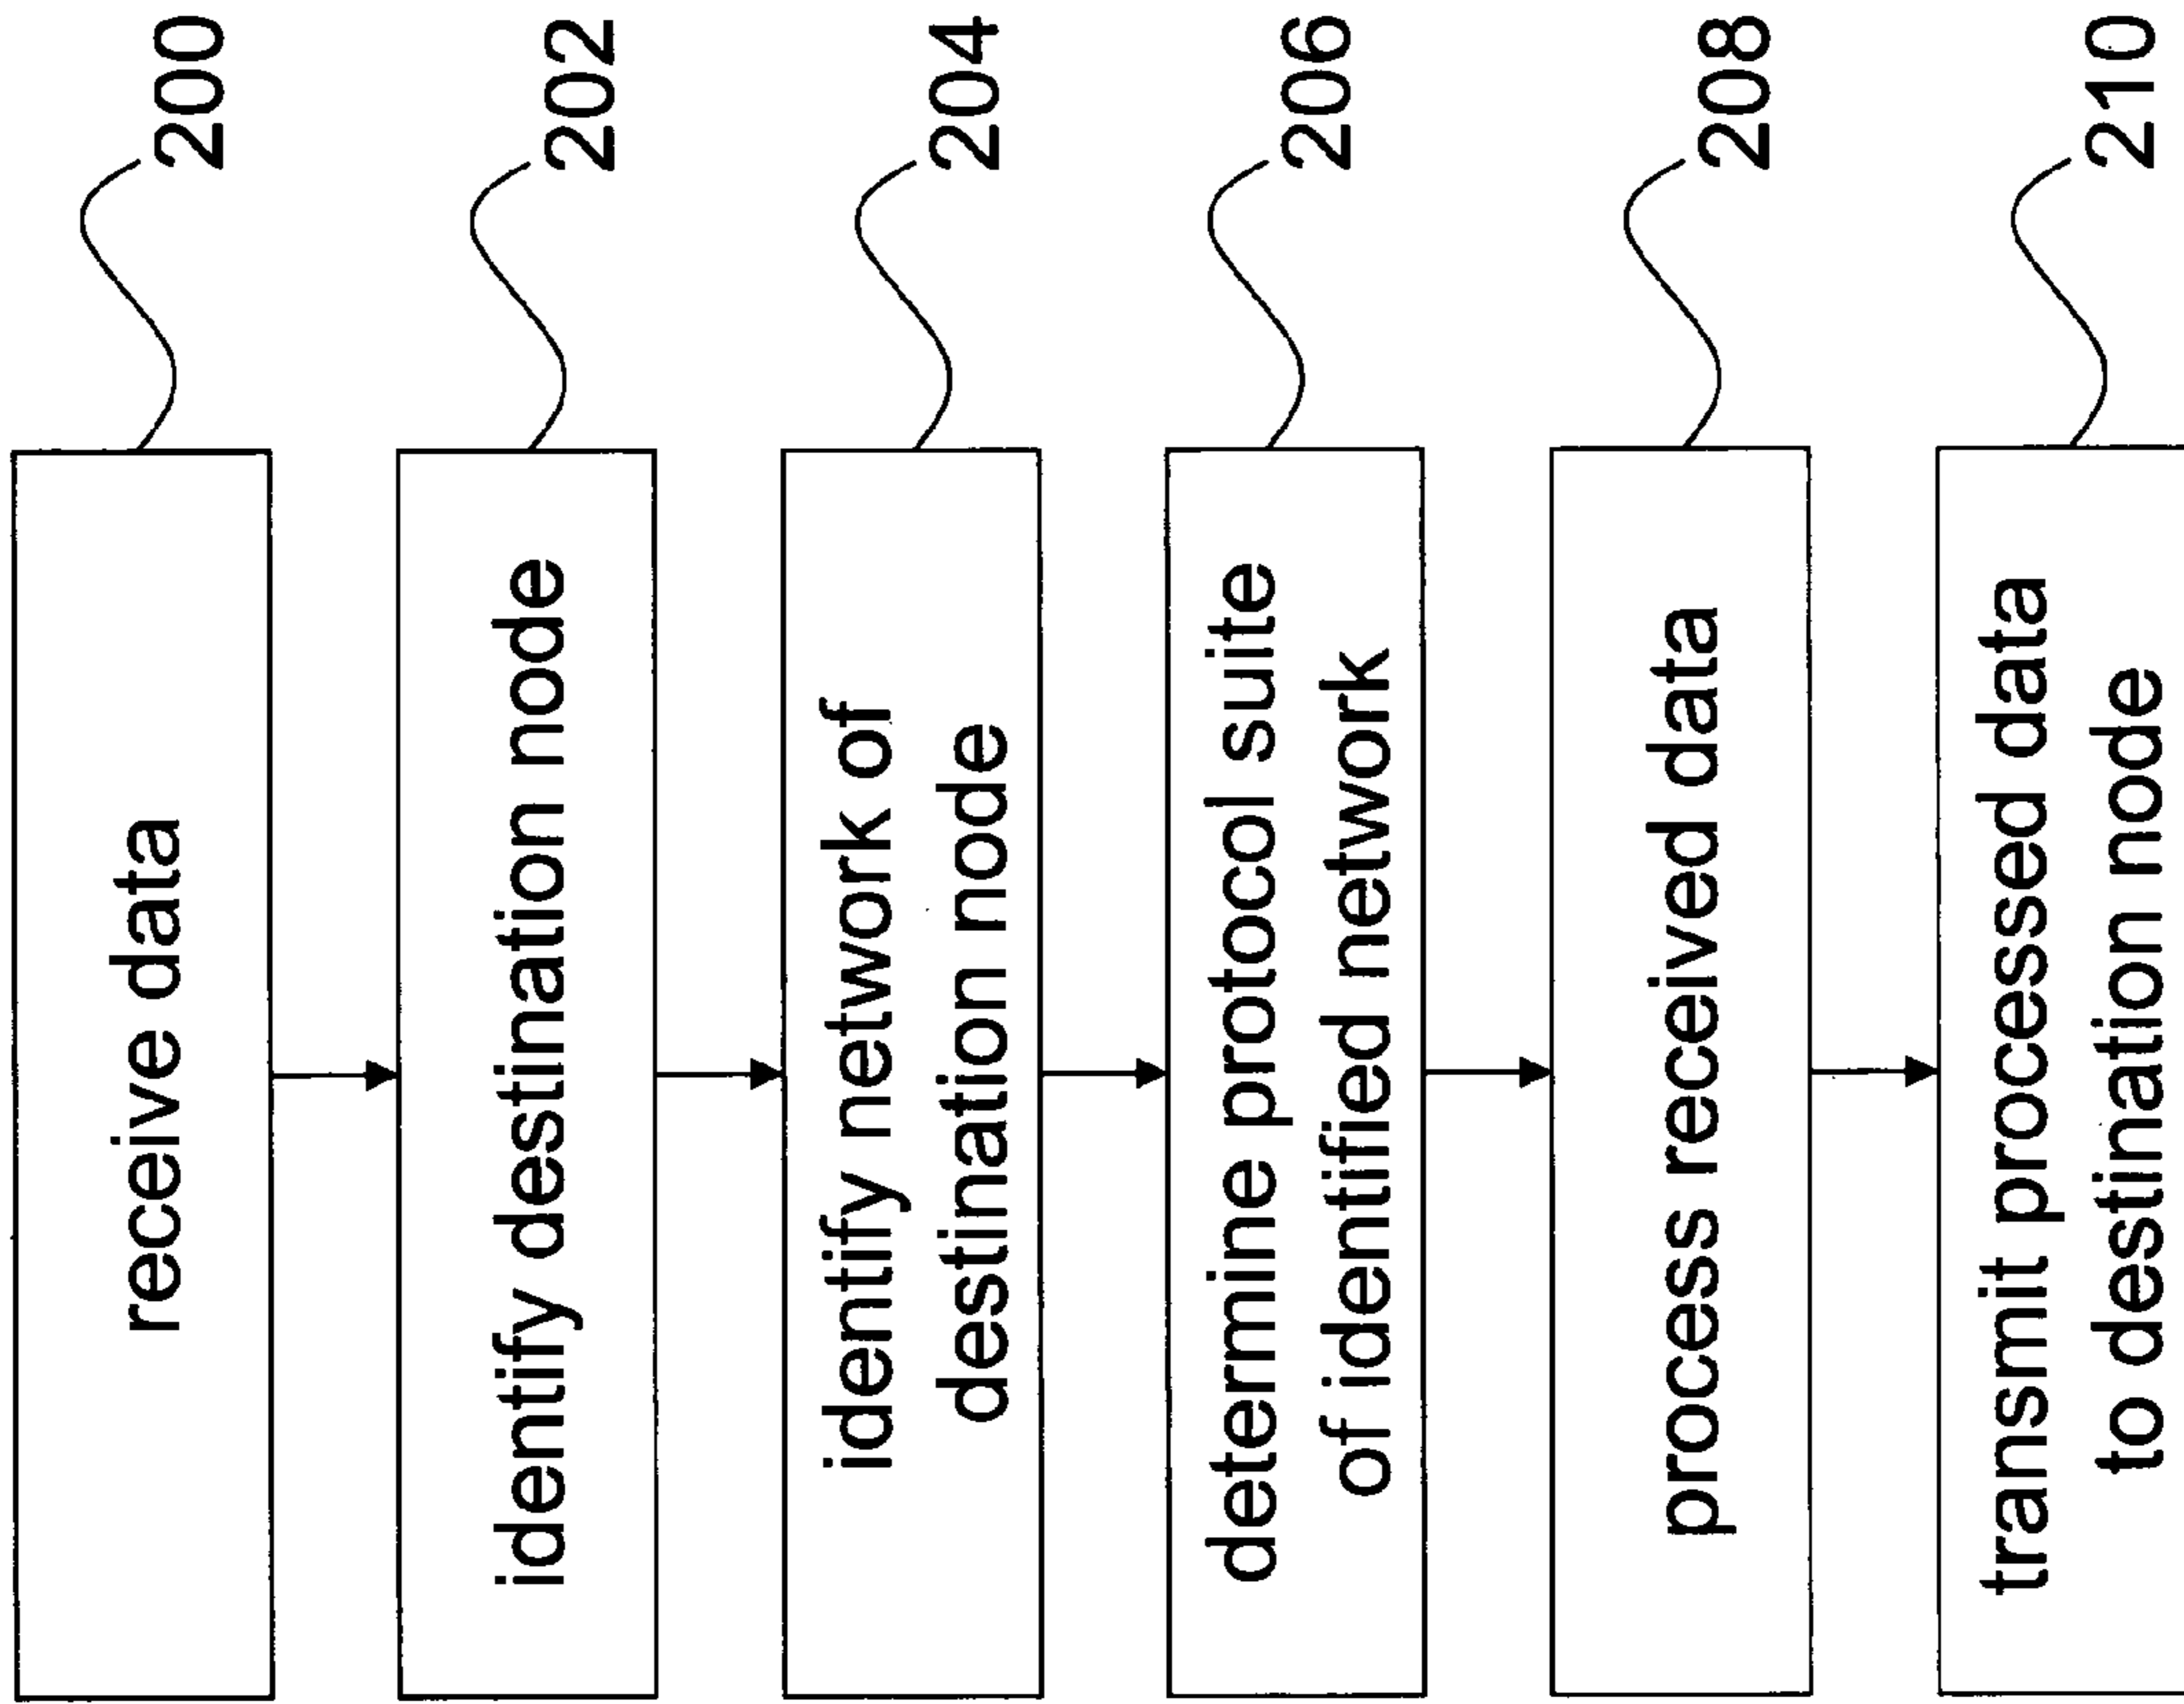 receive data
200
identify destination node
202
identify network of
destination node
204
determine protocol suite
of identified network
206
process received data
208
transmit processed data
to destination node
210